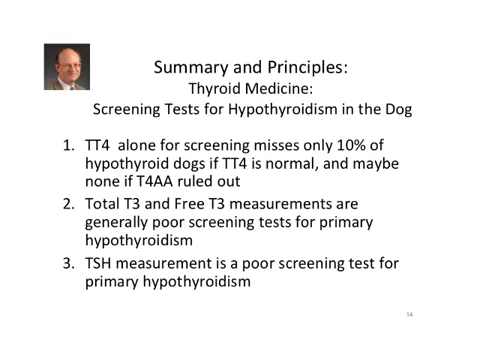 Summary and Principles:
Thyroid Medicine:
Screening Tests for Hypothyroidism in the Dog
1. TT4 alone for screening misses only 10% of
hypothyroid dogs if TT4 is normal, and maybe
none if T4AA ruled out
2. Total T3 and Free T3 measurements are
generally poor screening tests for primary
hypothyroidism
3. TSH measurement is a poor screening test for
primary hypothyroidism
14